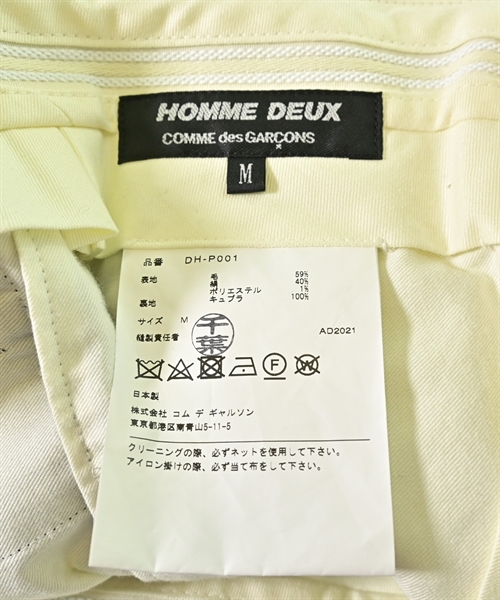 HOMME DEUX
COMME des GARÇONS
M
品番 DH-P001
表地 毛 59%
綿 40%
ポリエステル 1%
裏地 キュプラ 100%
サイズ M
縫製責任者 千葉 AD2021
日本製
株式会社 コム デ ギャルソン
東京都港区南青山5-11-5
クリーニングの際、必ずネットを使用して下さい。
アイロン掛けの際、必ず当て布をして下さい。